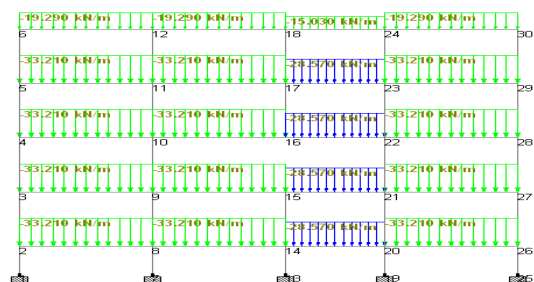 -19.290 kN/m -19.290 kN/m -15.030 kN/m -19.290 kN/m
6 12 18 24 30
-33.210 kN/m -33.210 kN/m -28.570 kN/m -33.210 kN/m
5 11 17 23 29
-33.210 kN/m -33.210 kN/m -28.570 kN/m -33.210 kN/m
4 10 16 22 28
-33.210 kN/m -33.210 kN/m -28.570 kN/m -33.210 kN/m
3 9 15 21 27
-33.210 kN/m -33.210 kN/m -28.570 kN/m -33.210 kN/m
2 8 14 20 26